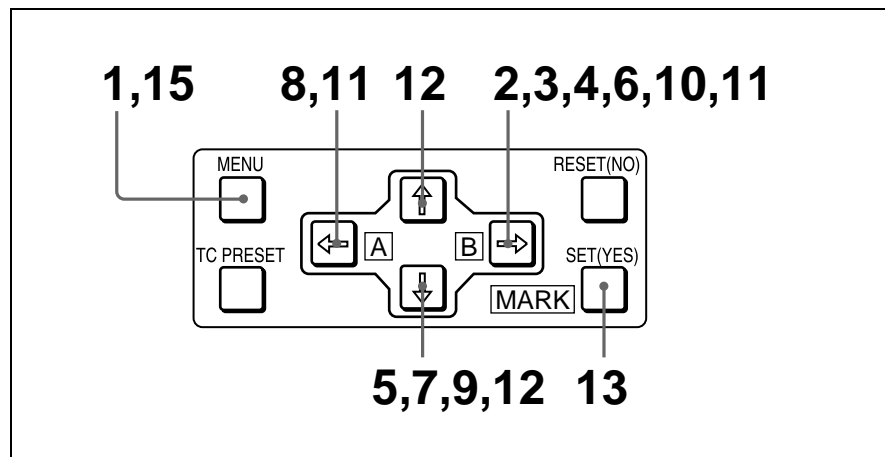 1,15 8,11 12 2,3,4,6,10,11
MENU RESET(NO)
A B
TC PRESET SET(YES)
MARK
5,7,9,12 13